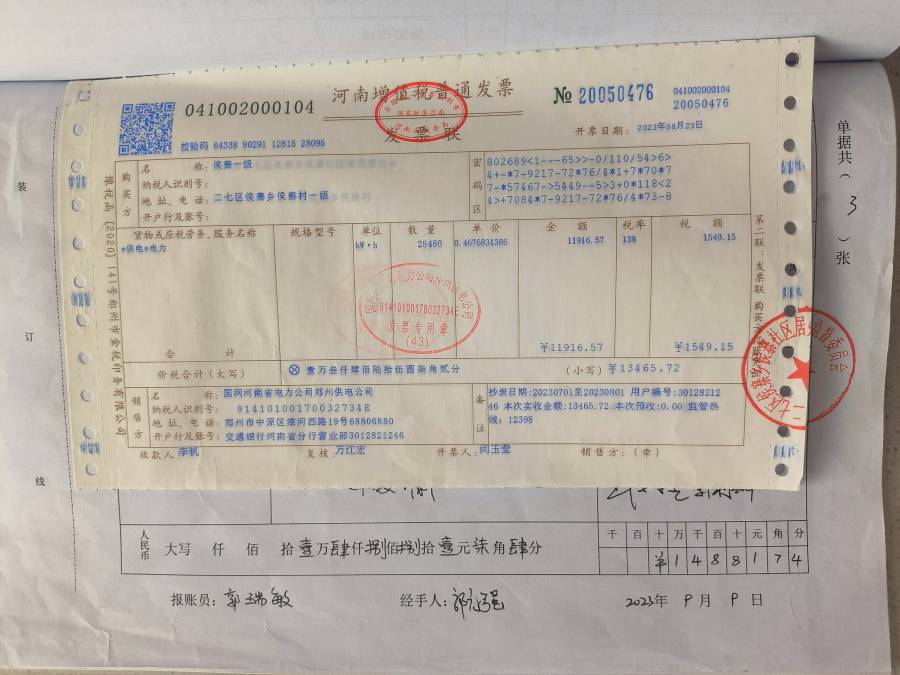 河南增值税普通发票
发票联
041002000104
№ 20050476
041002000104
20050476
校验码 64338 90291 12815 28095
开票日期: 2023年08月23日
购买方
名 称: 侯寨一级
纳税人识别号:
地 址、电 话: 二七区侯寨乡侯寨村一级
开户行及账号:
密码区
802689<1---65>>-0/110/54>6>
4+-*7-9217-72*76/4*1+7*70*7
7-*57467->5449--5>3+0*118<2
4>+7084*7-9217-72*76/4*73-8
货物或应税劳务、服务名称 规格型号 单位 数 量 单 价 金 额 税率 税 额
*供电*电力 kW·h 25480 0.4676831386 11916.57 13% 1549.15
合 计 ¥11916.57 ¥1549.15
价税合计(大写) ⊗ 壹万叁仟肆佰陆拾伍圆柒角贰分 (小写) ¥13465.72
销售方
名 称: 国网河南省电力公司郑州供电公司
纳税人识别号: 91410100170032734E
地 址、电 话: 郑州市中原区淮河西路19号68806880
开户行及账号: 交通银行河南省分行营业部3012821246
备注
抄表日期:20230701至20230801 用户编号:30128212
46 本次实收金额:13465.72 本次预收:0.00 监管热
线: 12398
收款人 李帆 复核: 万江宏 开票人: 闫玉莹 销售方: (章)
91410100170032734E
发票专用章
(43)
第二联:发票联
单据共(3)张
装
订
线
人民币 大写 仟 佰 拾壹万肆仟捌佰捌拾壹元柒角肆分
千 百 十 万 千 百 十 元 角 分
¥ 1 4 8 8 1 7 4
报账员: 郭瑞敏 经手人:
2023年 9月 9日